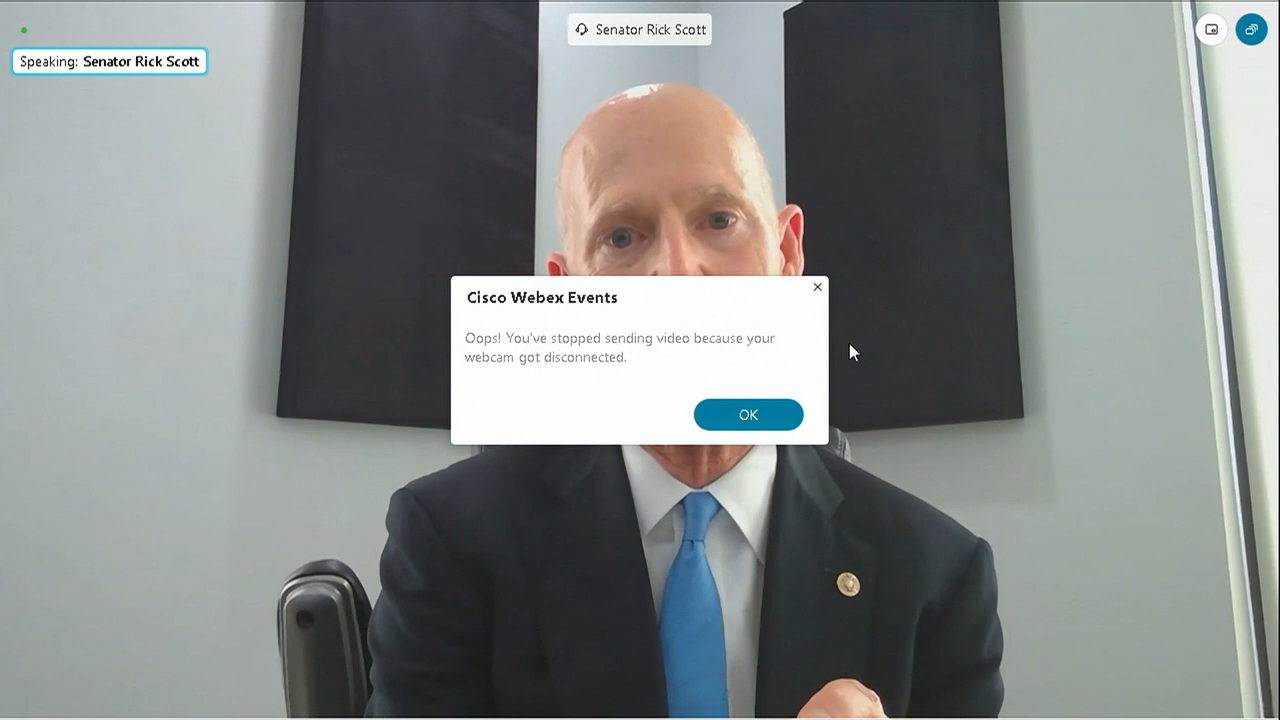 Senator Rick Scott
Speaking: Senator Rick Scott
Cisco Webex Events
Oops! You've stopped sending video because your
webcam got disconnected.
OK